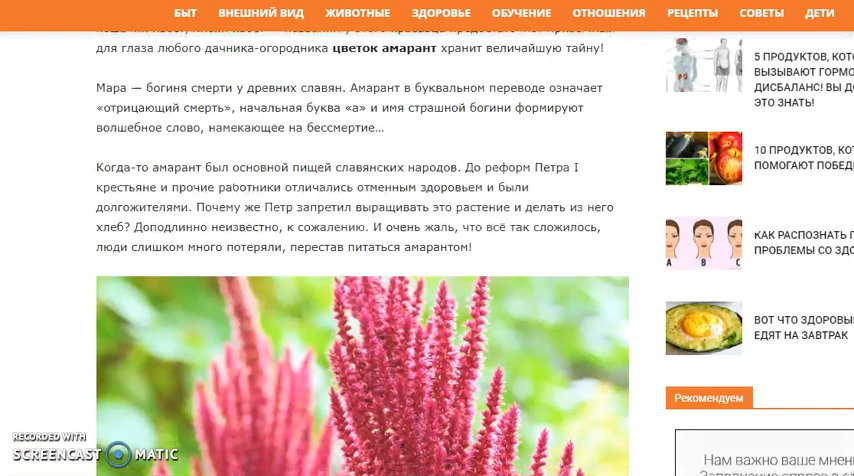 БЫТ ВНЕШНИЙ ВИД ЖИВОТНЫЕ ЗДОРОВЬЕ ОБУЧЕНИЕ ОТНОШЕНИЯ РЕЦЕПТЫ СОВЕТЫ ДЕТИ
для глаза любого дачника-огородника цветок амарант хранит величайшую тайну!
Мара — богиня смерти у древних славян. Амарант в буквальном переводе означает
«отрицающий смерть», начальная буква «а» и имя страшной богини формируют
волшебное слово, намекающее на бессмертие…
Когда-то амарант был основной пищей славянских народов. До реформ Петра I
крестьяне и прочие работники отличались отменным здоровьем и были
долгожителями. Почему же Петр запретил выращивать это растение и делать из него
хлеб? Доподлинно неизвестно, к сожалению. И очень жаль, что всё так сложилось,
люди слишком много потеряли, перестав питаться амарантом!
5 ПРОДУКТОВ, КОТО
ВЫЗЫВАЮТ ГОРМО
ДИСБАЛАНС! ВЫ ДО
ЭТО ЗНАТЬ!
10 ПРОДУКТОВ, КОТ
ПОМОГАЮТ ПОБЕД
A B C
КАК РАСПОЗНАТЬ Г
ПРОБЛЕМЫ СО ЗДО
ВОТ ЧТО ЗДОРОВЫ
ЕДЯТ НА ЗАВТРАК
Рекомендуем
Нам важно ваше мнени
RECORDED WITH
SCREENCAST MATIC